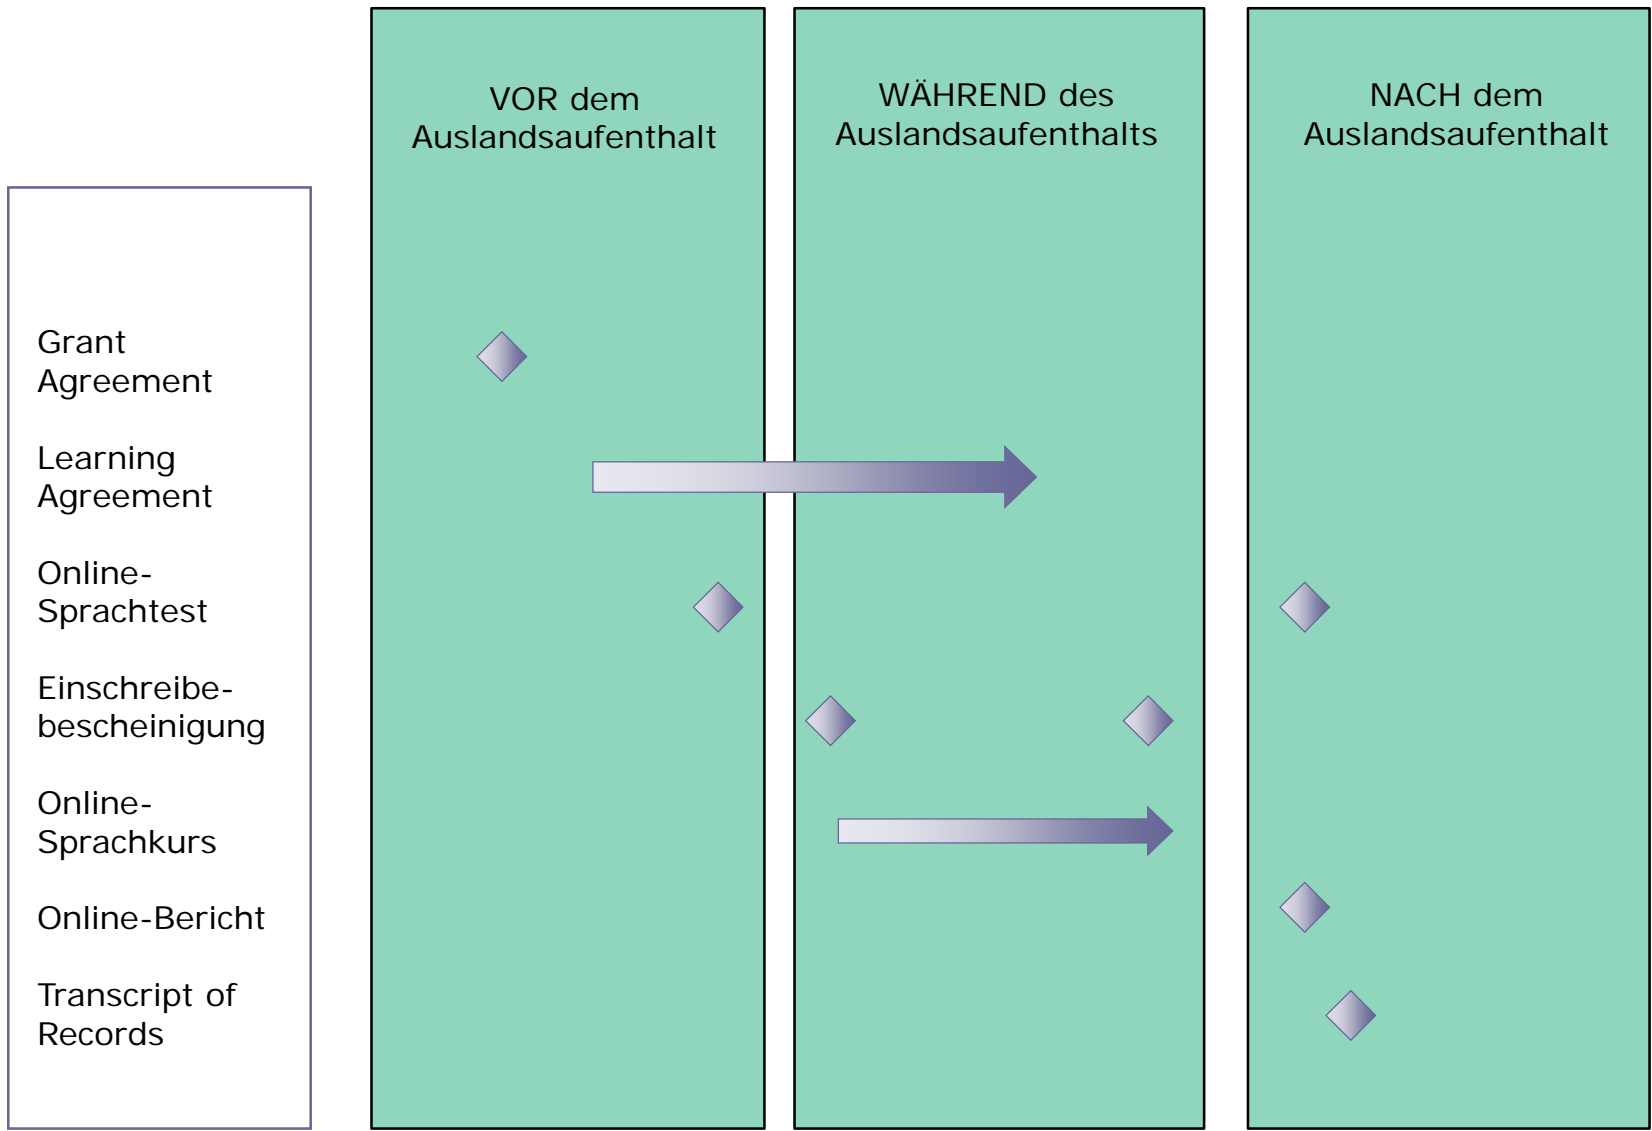 VOR dem
Auslandsaufenthalt
WÄHREND des
Auslandsaufenthalts
NACH dem
Auslandsaufenthalt
Grant
Agreement
Learning
Agreement
Online-
Sprachtest
Einschreibe-
bescheinigung
Online-
Sprachkurs
Online-Bericht
Transcript of
Records